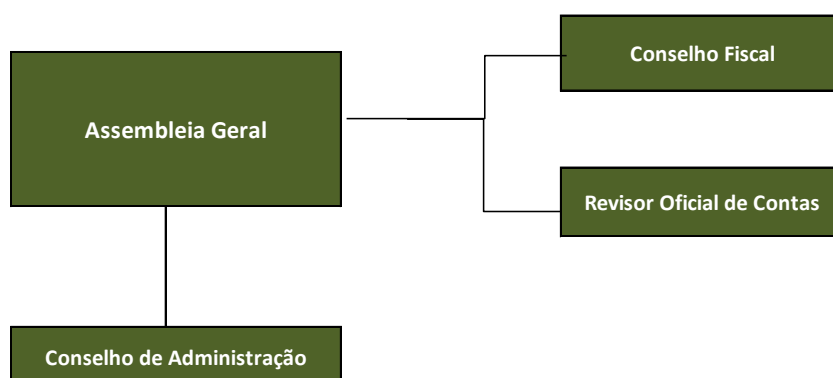 Conselho Fiscal
Assembleia Geral
Revisor Oficial de Contas
Conselho de Administração